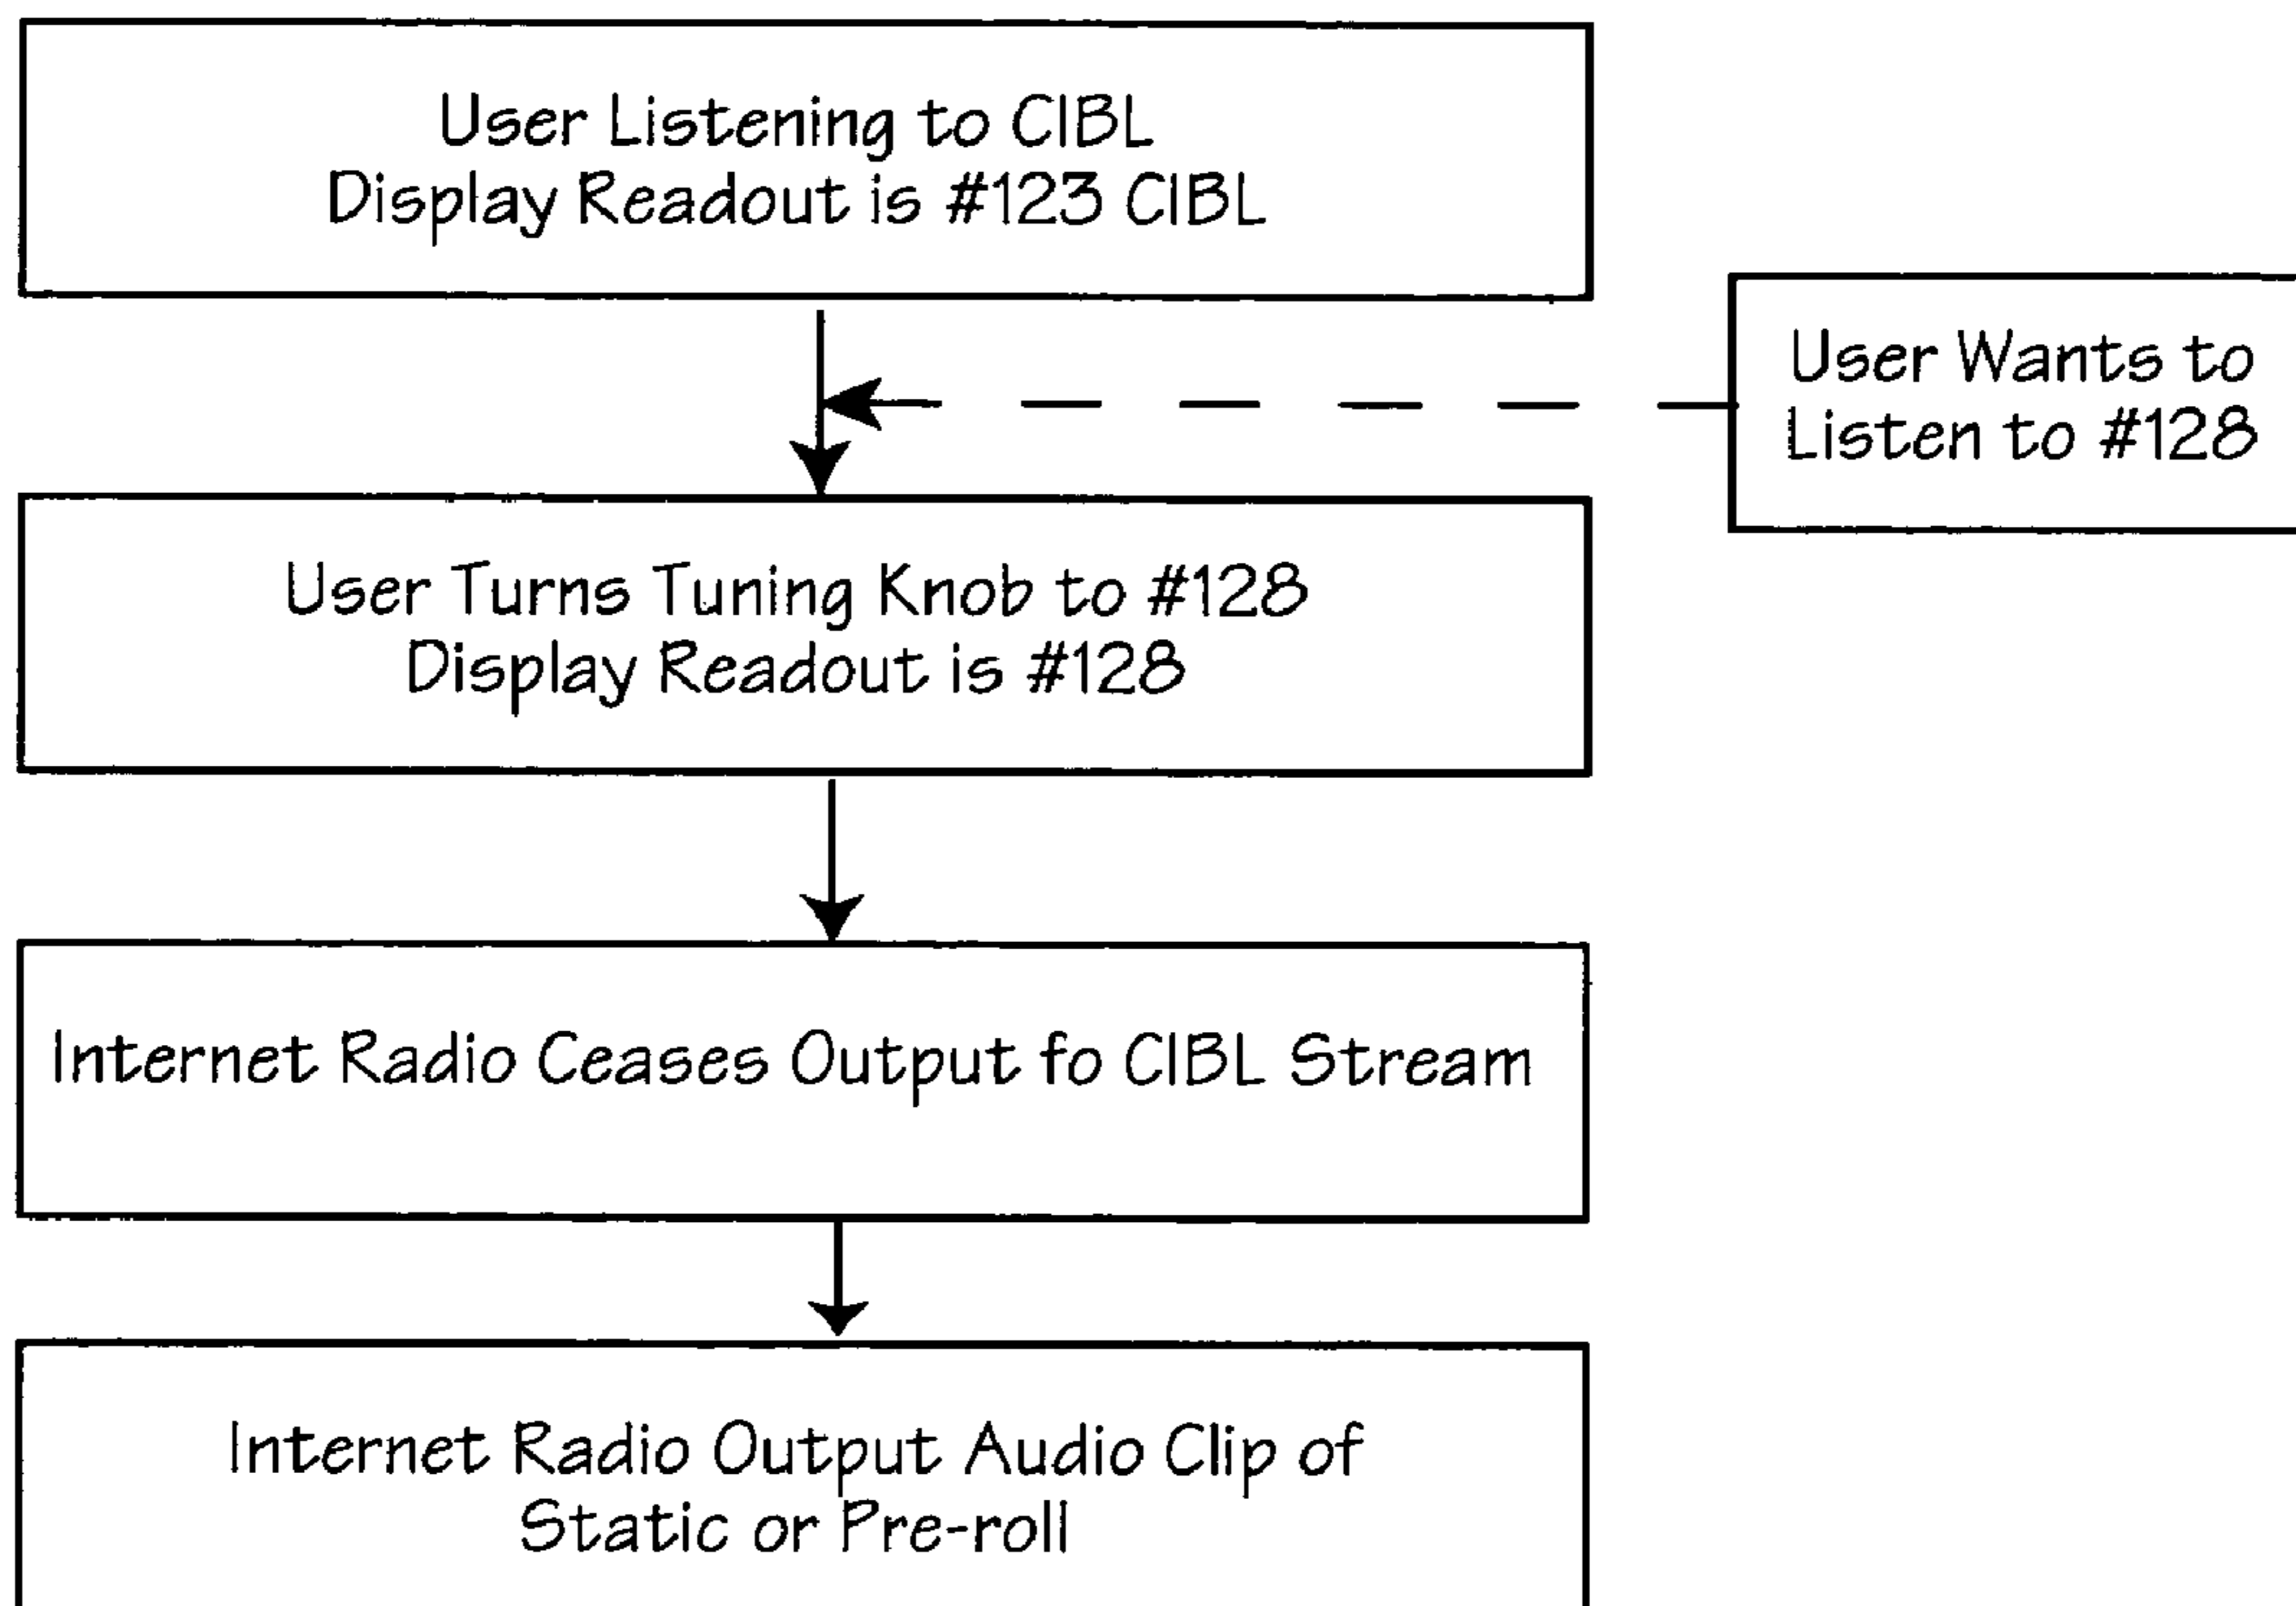 User Listening to CIBL
Display Readout is #123 CIBL
User Wants to
Listen to #128
User Turns Tuning Knob to #128
Display Readout is #128
Internet Radio Ceases Output fo CIBL Stream
Internet Radio Output Audio Clip of
Static or Pre-roll